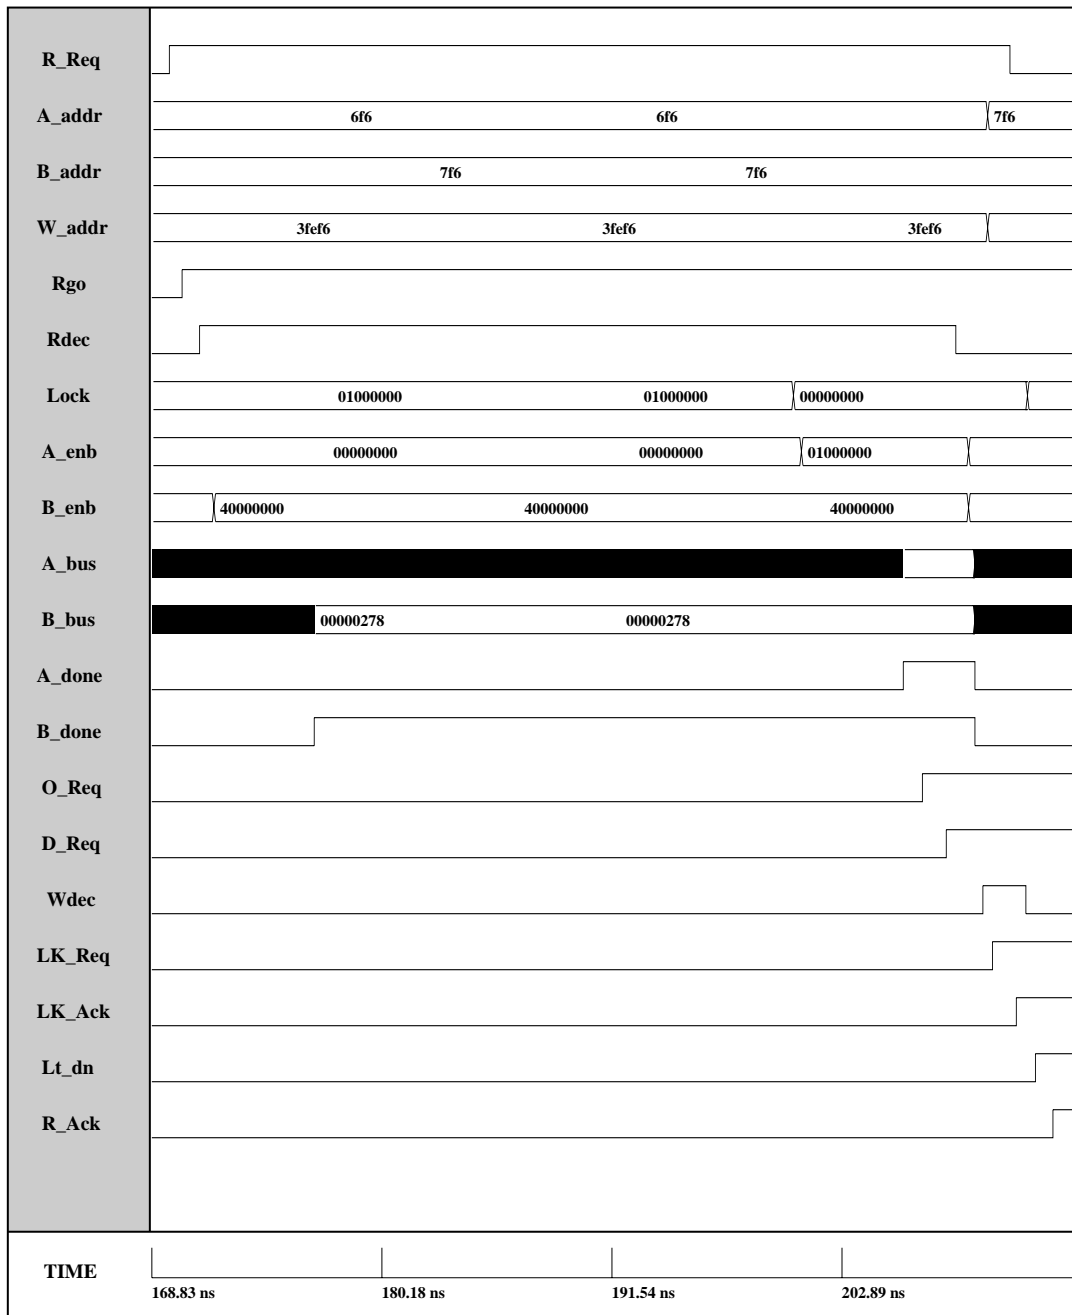 R_Req
A_addr 6f6 6f6 7f6
B_addr 7f6 7f6
W_addr 3fef6 3fef6 3fef6
Rgo
Rdec
Lock 01000000 01000000 00000000
A_enb 00000000 00000000 01000000
B_enb 40000000 40000000 40000000
A_bus
B_bus 00000278 00000278
A_done
B_done
O_Req
D_Req
Wdec
LK_Req
LK_Ack
Lt_dn
R_Ack
TIME
168.83 ns 180.18 ns 191.54 ns 202.89 ns